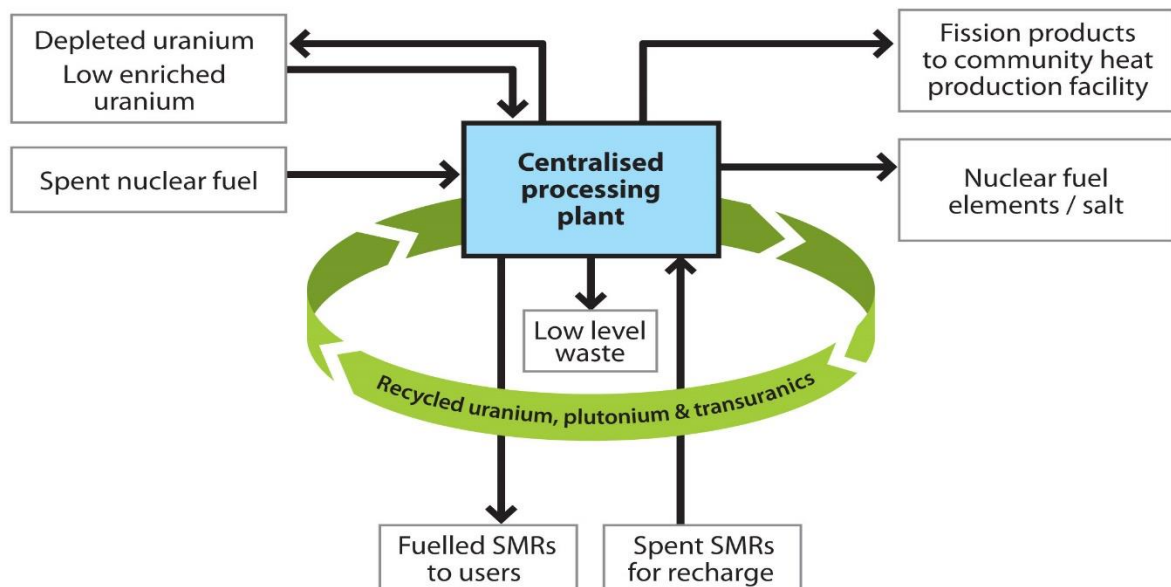 Depleted uranium
Low enriched
uranium
Fission products
to community heat
production facility
Spent nuclear fuel
Centralised
processing
plant
Nuclear fuel
elements / salt
Low level
waste
Recycled uranium, plutonium & transuranics
Fuelled SMRs
to users
Spent SMRs
for recharge